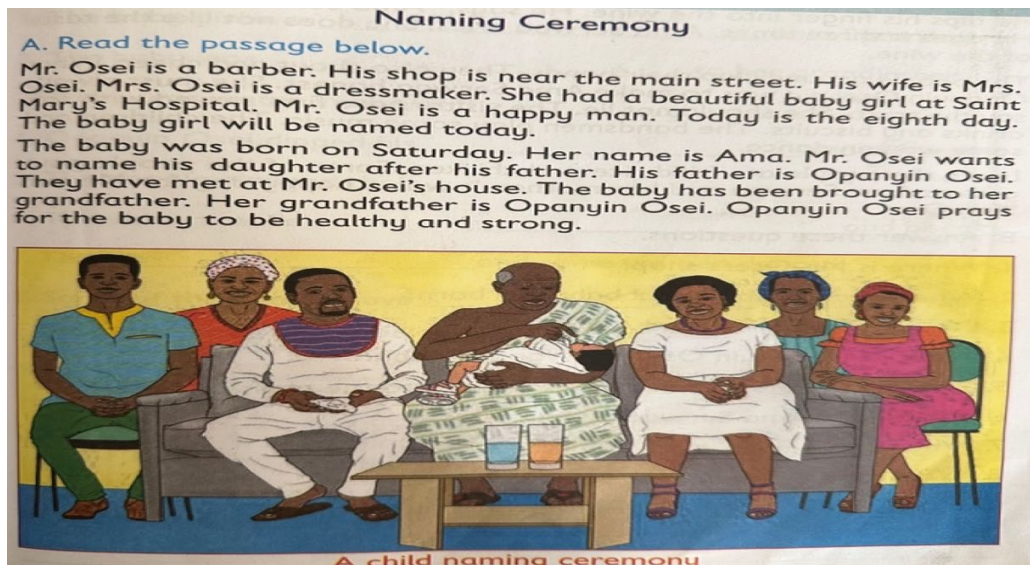 Naming Ceremony
A. Read the passage below.
Mr. Osei is a barber. His shop is near the main street. His wife is Mrs.
Osei. Mrs. Osei is a dressmaker. She had a beautiful baby girl at Saint
Mary's Hospital. Mr. Osei is a happy man. Today is the eighth day.
The baby girl will be named today.
The baby was born on Saturday. Her name is Ama. Mr. Osei wants
to name his daughter after his father. His father is Opanyin Osei.
They have met at Mr. Osei's house. The baby has been brought to her
grandfather. Her grandfather is Opanyin Osei. Opanyin Osei prays
for the baby to be healthy and strong.
A child naming ceremony